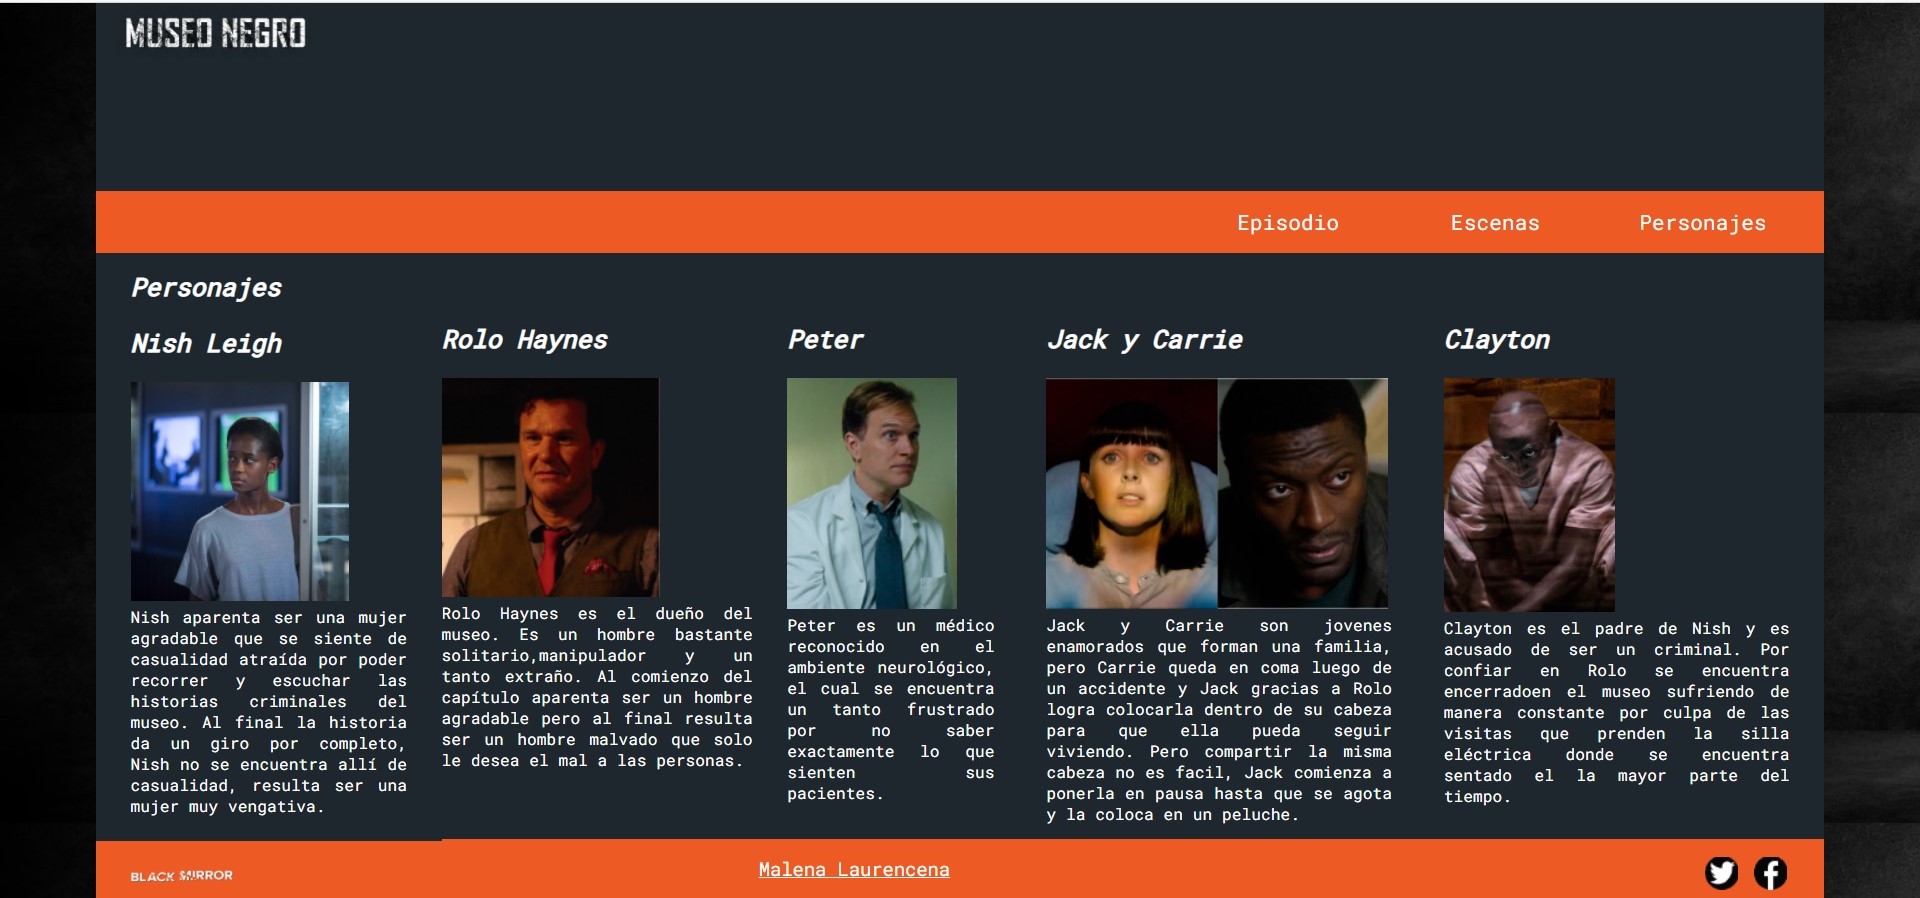 MUSEO NEGRO
Episodio
Escenas
Personajes
Personajes
Nish Leigh
Nish aparenta ser una mujer
agradable que se siente de
casualidad atraída por poder
recorrer y escuchar las
historias criminales del
museo. Al final la historia
da un giro por completo,
Nish no se encuentra allí de
casualidad, resulta ser una
mujer muy vengativa.
Rolo Haynes
Rolo Haynes es el dueño del
museo. Es un hombre bastante
solitario,manipulador y un
tanto extraño. Al comienzo del
capítulo aparenta ser un hombre
agradable pero al final resulta
ser un hombre malvado que solo
le desea el mal a las personas.
Peter
Peter es un médico
reconocido en el
ambiente neurológico,
el cual se encuentra
un tanto frustrado
por no saber
exactamente lo que
sienten sus
pacientes.
Jack y Carrie
Jack y Carrie son jovenes
enamorados que forman una familia,
pero Carrie queda en coma luego de
un accidente y Jack gracias a Rolo
logra colocarla dentro de su cabeza
para que ella pueda seguir
viviendo. Pero compartir la misma
cabeza no es facil, Jack comienza a
ponerla en pausa hasta que se agota
y la coloca en un peluche.
Clayton
Clayton es el padre de Nish y es
acusado de ser un criminal. Por
confiar en Rolo se encuentra
encerradoen el museo sufriendo de
manera constante por culpa de las
visitas que prenden la silla
eléctrica donde se encuentra
sentado el la mayor parte del
tiempo.
BLACK MIRROR
Malena Laurencena